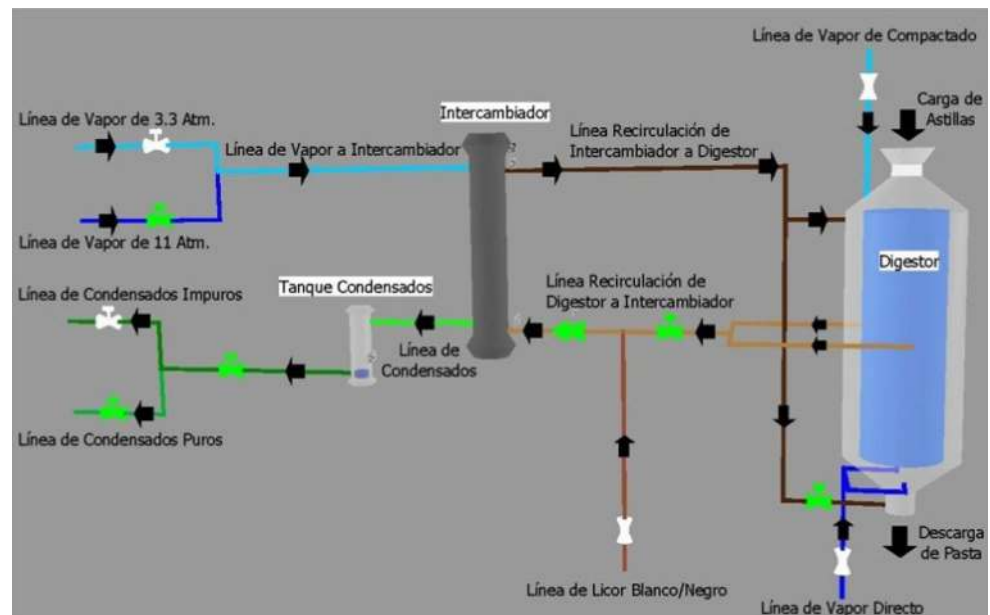 Línea de Vapor de Compactado
Línea de Vapor de 3.3 Atm.
Intercambiador
Línea Recirculación de
Intercambiador a Digestor
Carga de
Astillas
Línea de Vapor a Intercambiador
Línea de Vapor de 11 Atm.
Digestor
Línea de Condensados Impuros
Tanque Condensados
Línea Recirculación de
Digestor a Intercambiador
Línea de
Condensados
Línea de Condensados Puros
Descarga
de Pasta
Línea de Licor Blanco/Negro
Línea de Vapor Directo